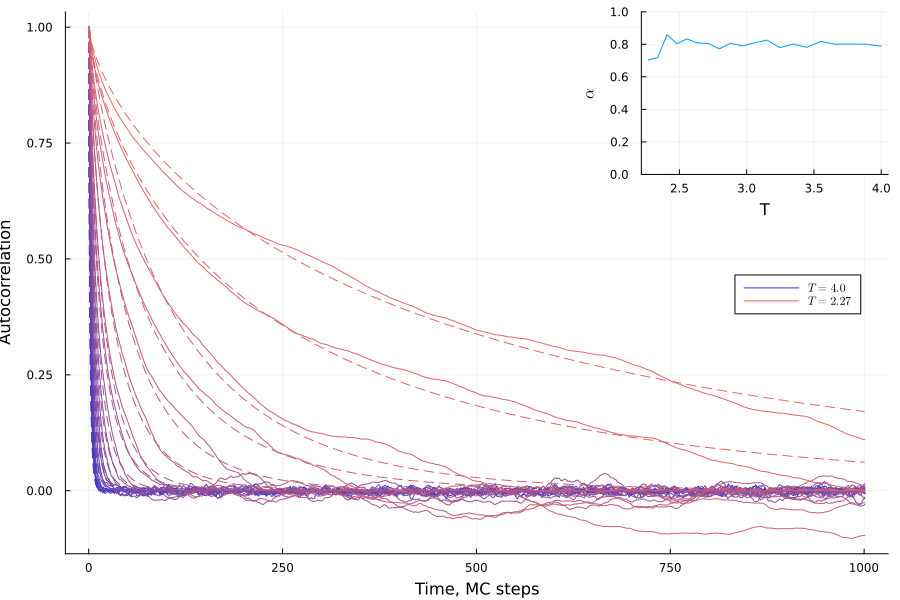 1.00
0.75
0.50
0.25
0.00
Autocorrelation
0 250 500 750 1000
Time, MC steps
1.0
0.8
0.6
0.4
0.2
0.0
α
2.5 3.0 3.5 4.0
T
T = 4.0
T = 2.27